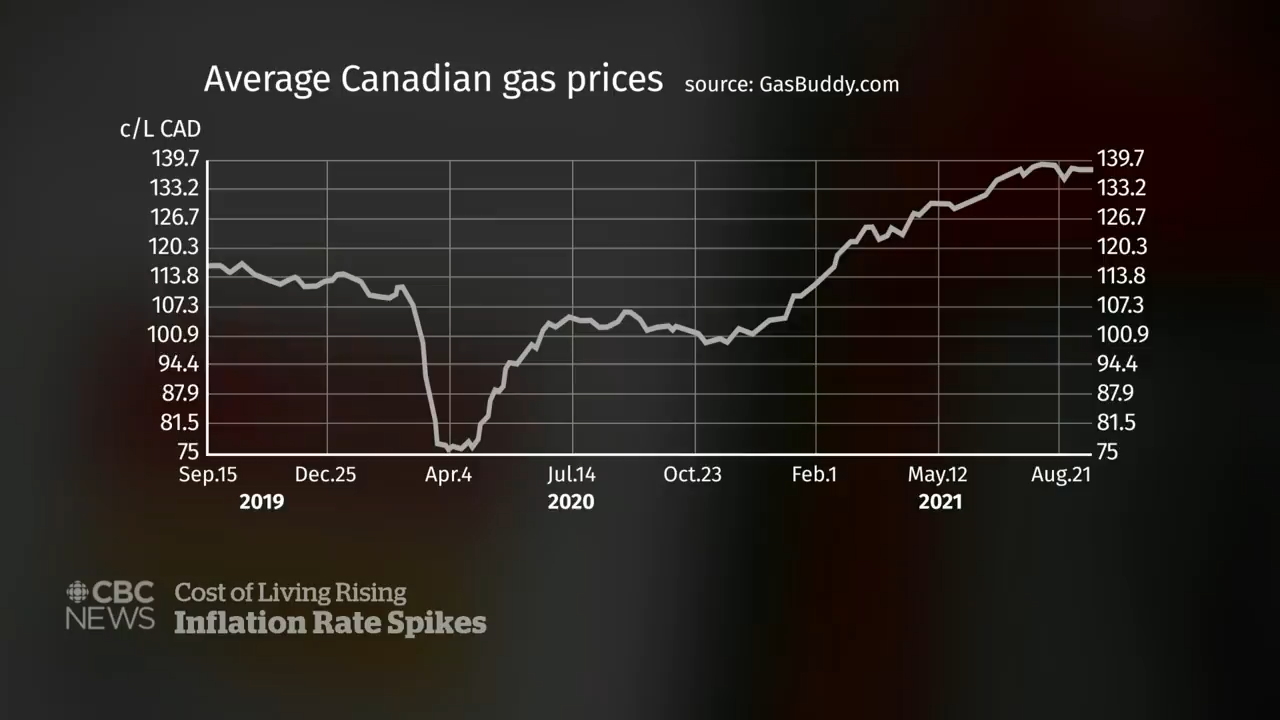 Average Canadian gas prices source: GasBuddy.com
c/L CAD
139.7 139.7
133.2 133.2
126.7 126.7
120.3 120.3
113.8 113.8
107.3 107.3
100.9 100.9
94.4 94.4
87.9 87.9
81.5 81.5
75 75
Sep.15 Dec.25 Apr.4 Jul.14 Oct.23 Feb.1 May.12 Aug.21
2019 2020 2021
CBC
NEWS
Cost of Living Rising
Inflation Rate Spikes